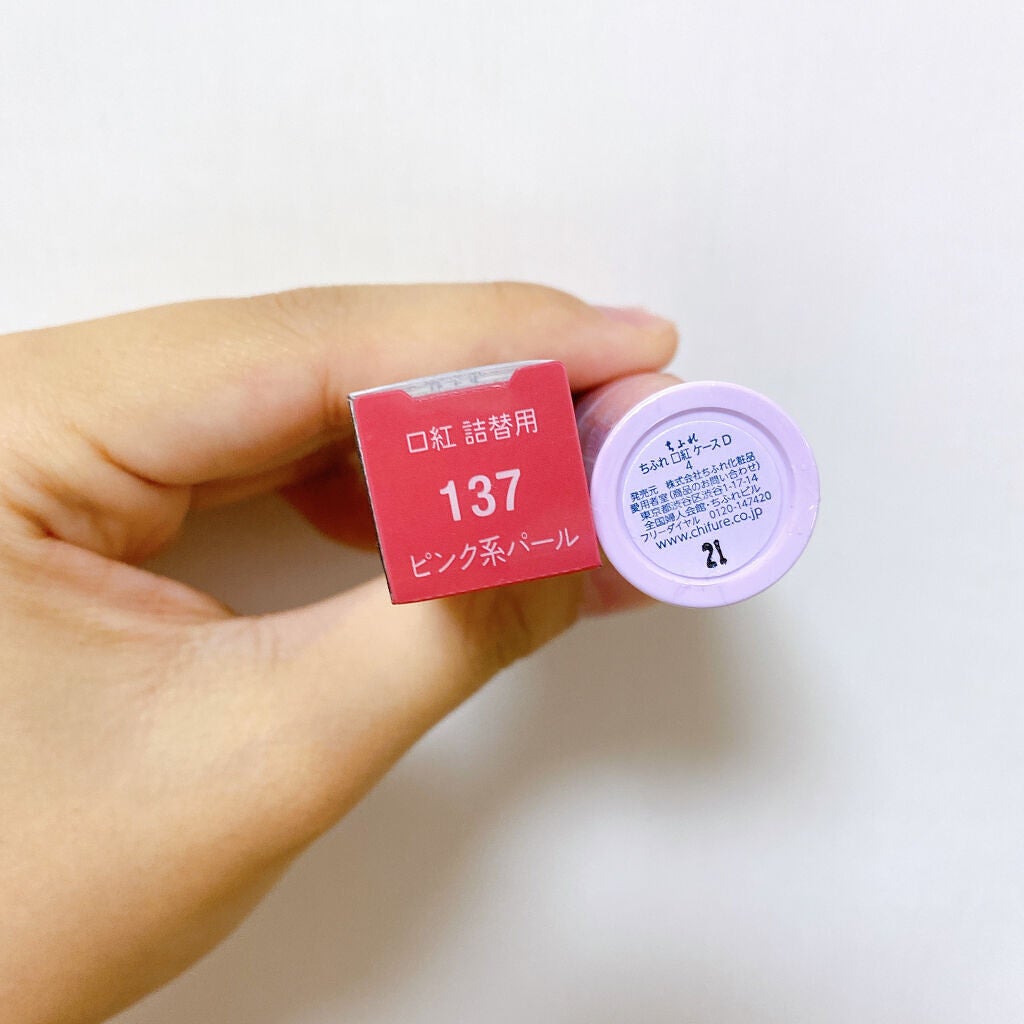 口紅 詰替用
137
ピンク系パール
ちふれ
ちふれ 口紅 ケース D
4
発売元 株式会社ちふれ化粧品
愛用者室(商品のお問い合わせ)
東京都渋谷区渋谷1-17-14
全国婦人会館・ちふれビル
フリーダイヤル 0120-147420
www.chifure.co.jp
21